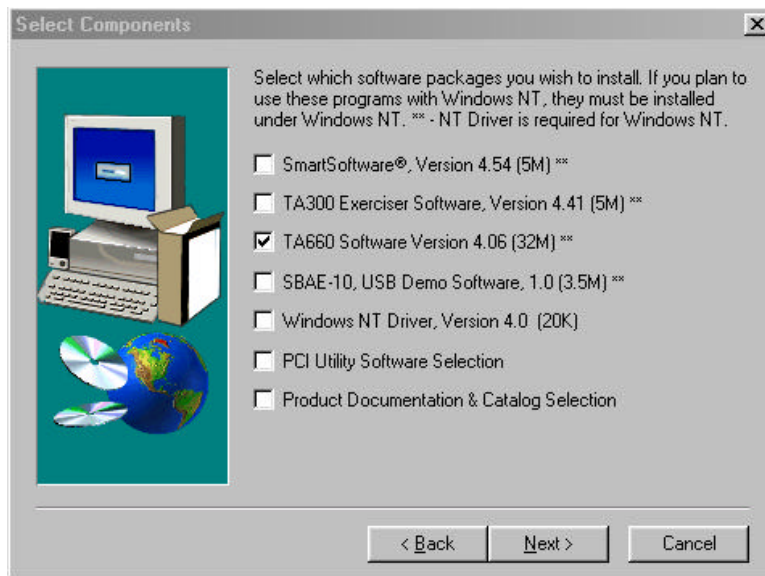 Select Components
Select which software packages you wish to install. If you plan to
use these programs with Windows NT, they must be installed
under Windows NT. ** - NT Driver is required for Windows NT.
SmartSoftware®, Version 4.54 (5M) **
TA300 Exerciser Software, Version 4.41 (5M) **
TA660 Software Version 4.06 (32M) **
SBAE-10, USB Demo Software, 1.0 (3.5M) **
Windows NT Driver, Version 4.0 (20K)
PCI Utility Software Selection
Product Documentation & Catalog Selection
< Back Next > Cancel